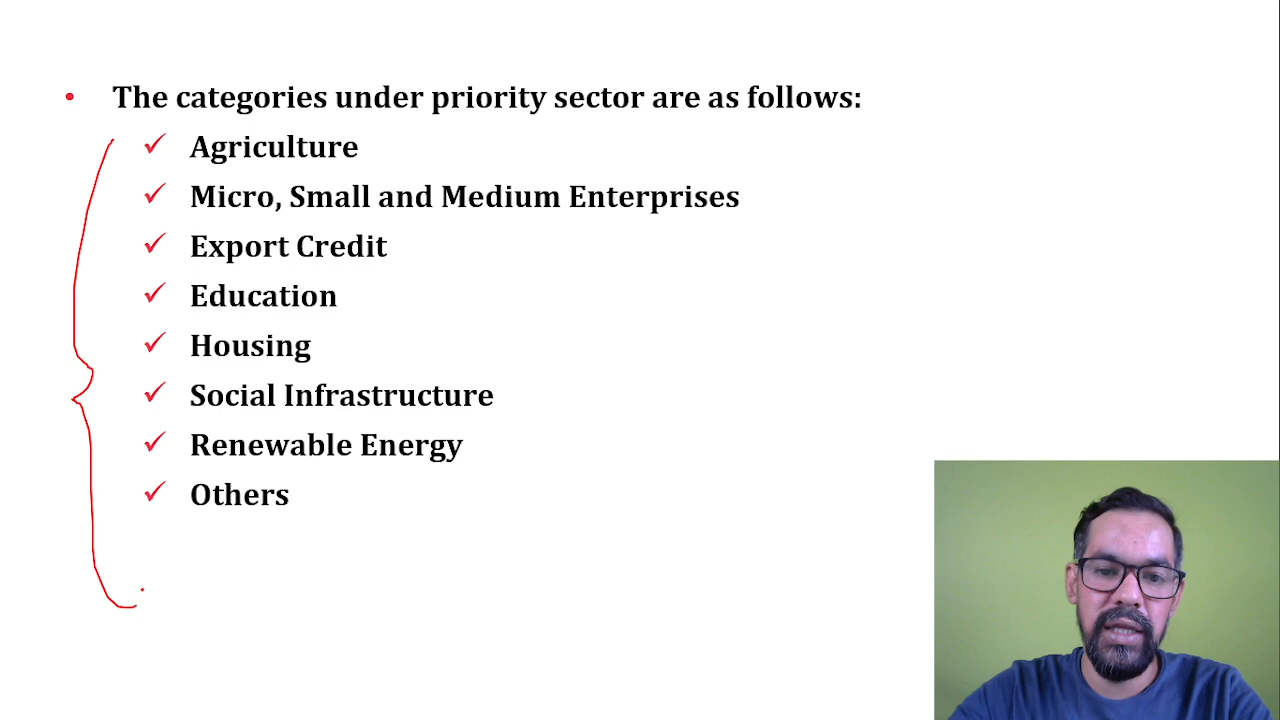 • The categories under priority sector are as follows:
✓ Agriculture
✓ Micro, Small and Medium Enterprises
✓ Export Credit
✓ Education
✓ Housing
✓ Social Infrastructure
✓ Renewable Energy
✓ Others